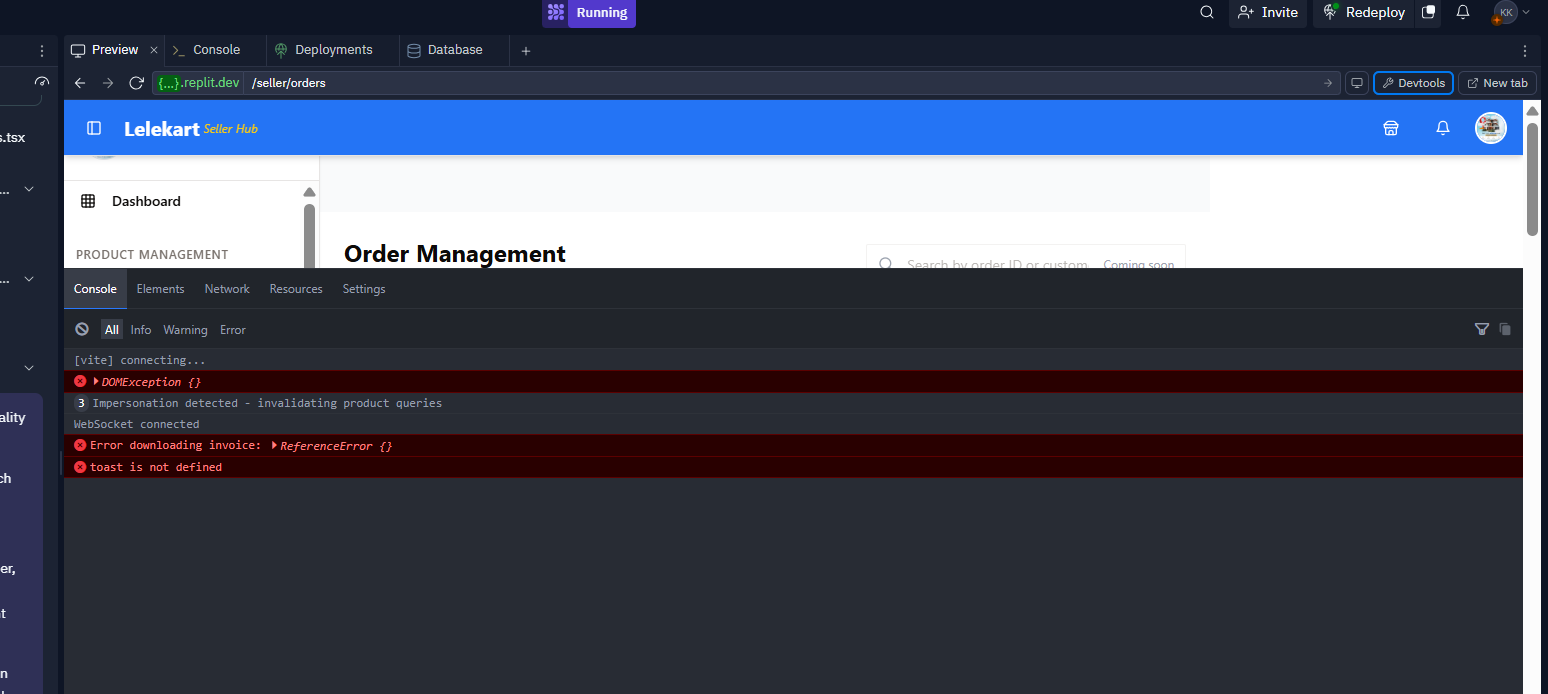 Running
Invite
Redeploy
KK
Preview
Console
Deployments
Database
{...}.replit.dev
/seller/orders
Devtools
New tab
s.tsx
...
...
ality
ch
er,
n
Lelekart Seller Hub
Dashboard
PRODUCT MANAGEMENT
Order Management
Search by order ID or custom
Coming soon
Console
Elements
Network
Resources
Settings
All
Info
Warning
Error
[vite] connecting...
DOMException {}
3 Impersonation detected - invalidating product queries
WebSocket connected
Error downloading invoice: ReferenceError {}
toast is not defined